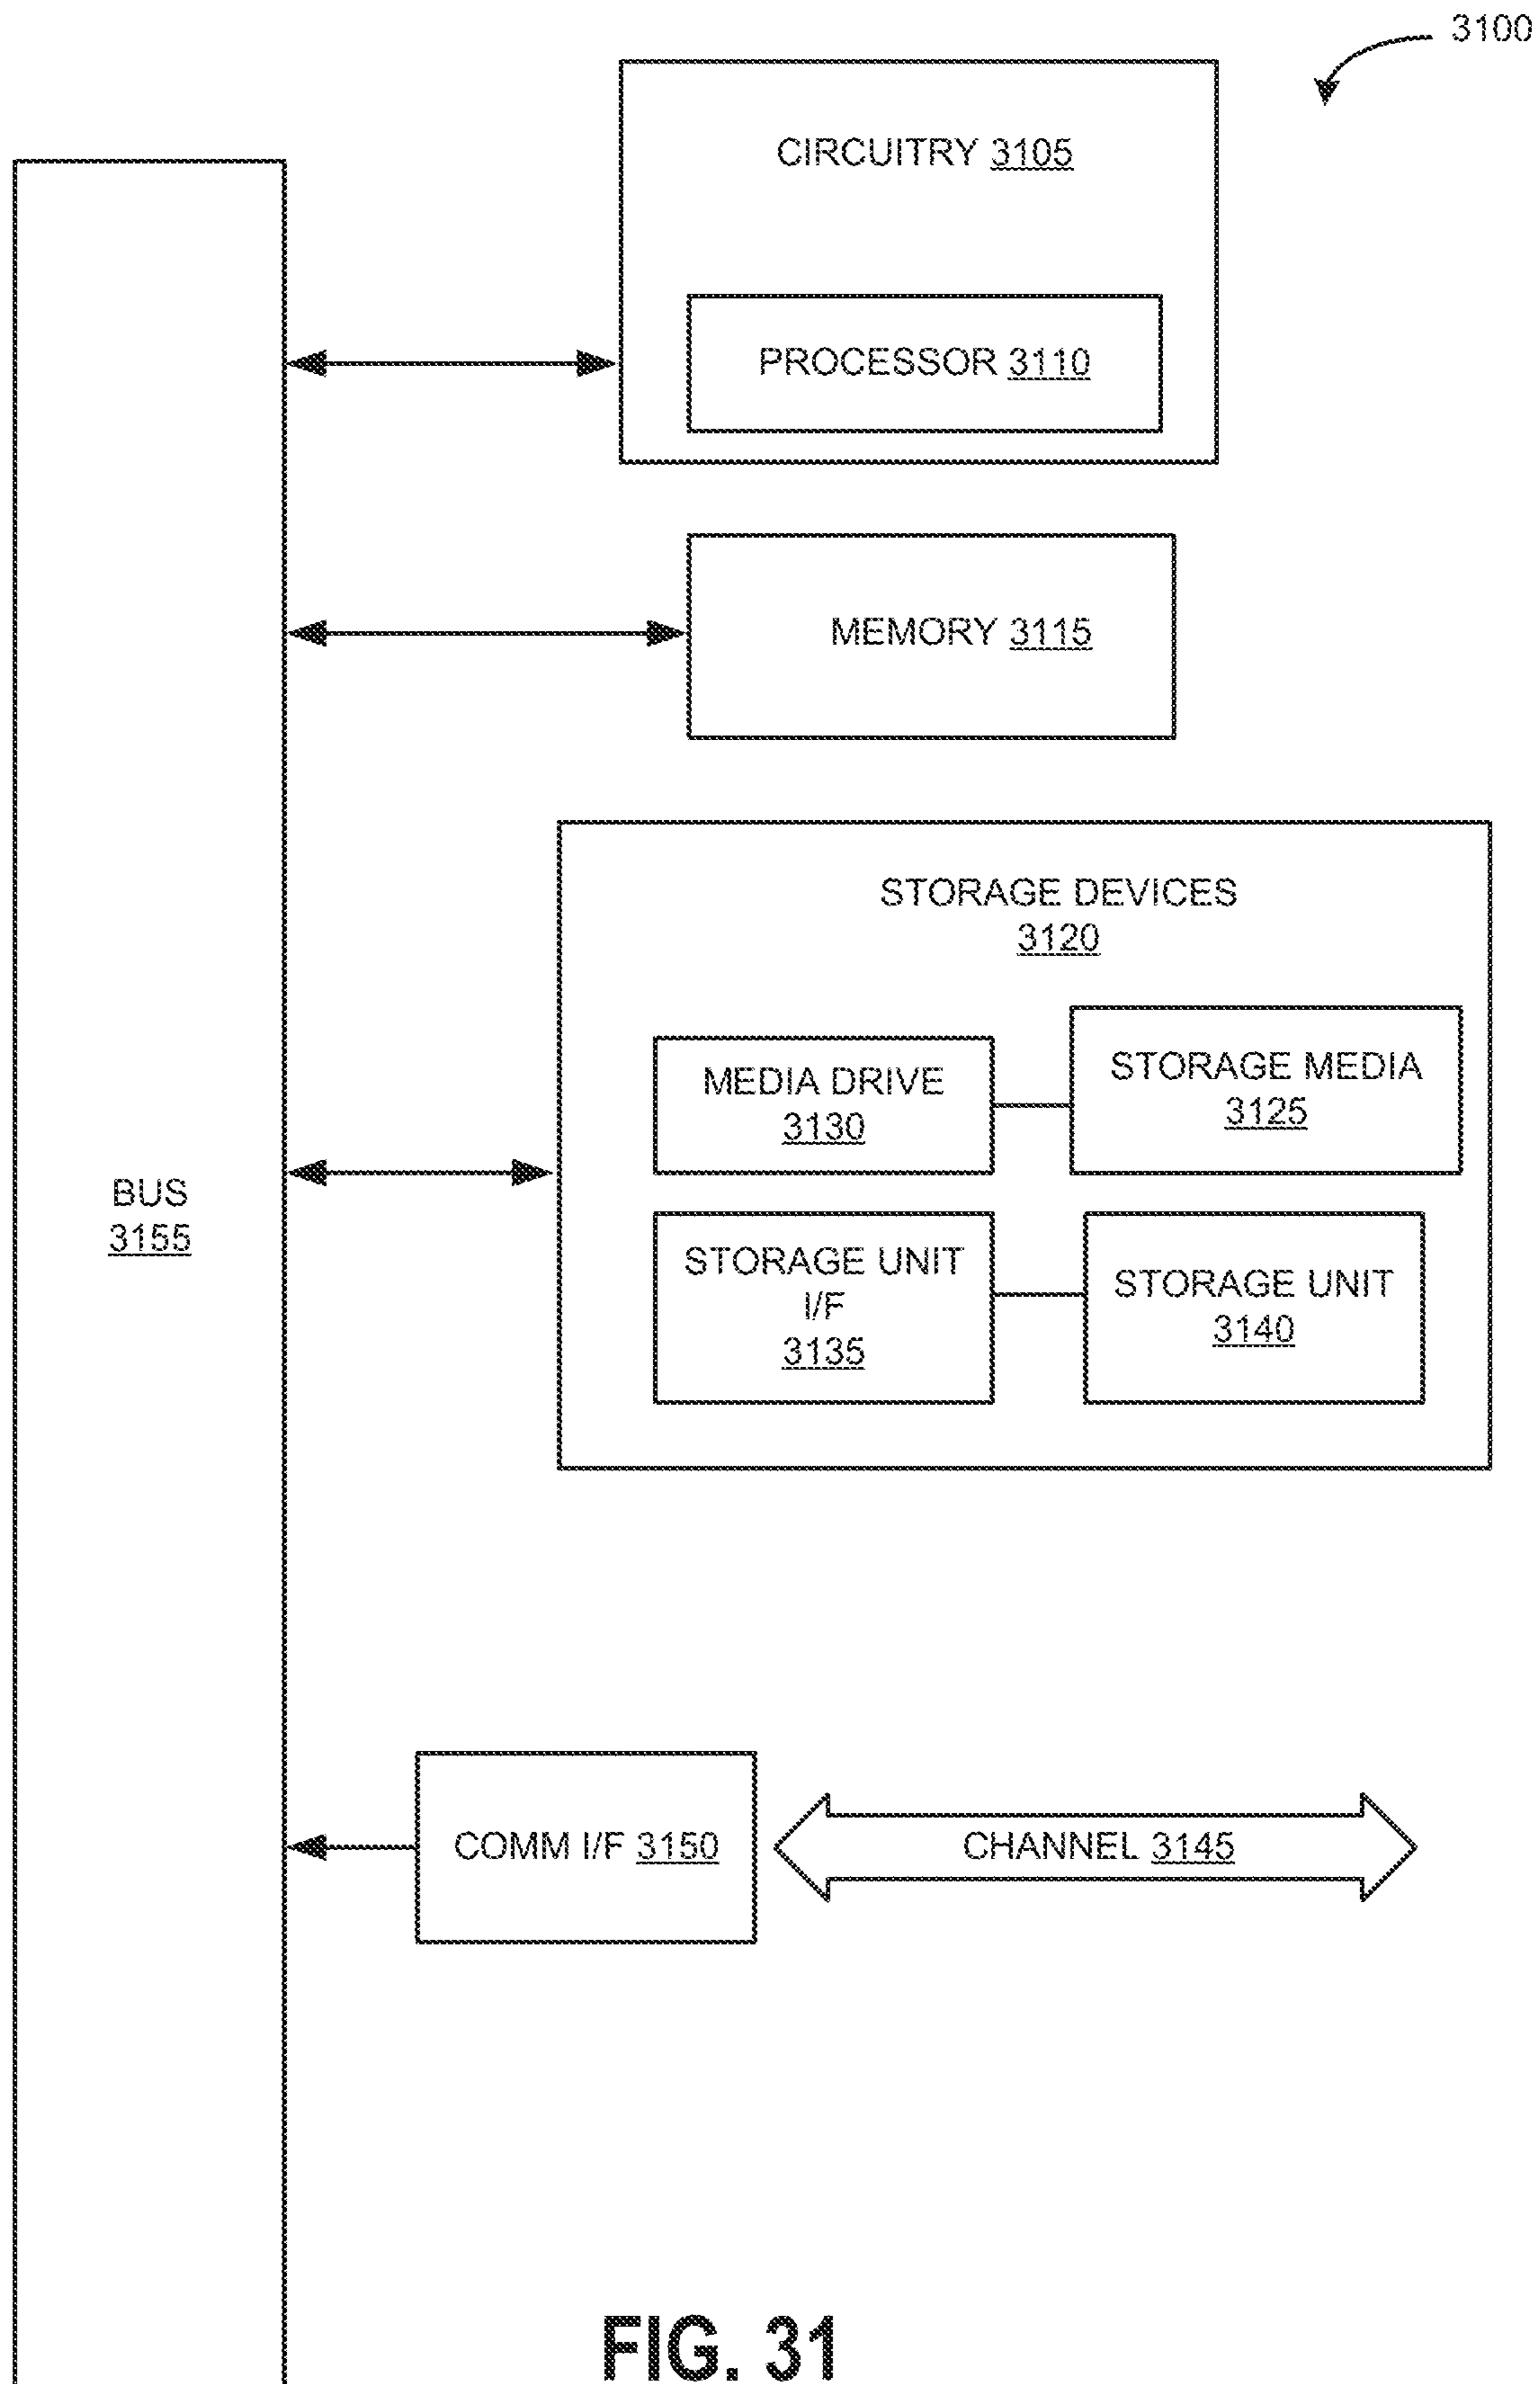 3100
CIRCUITRY 3105
PROCESSOR 3110
MEMORY 3115
STORAGE DEVICES
3120
MEDIA DRIVE
3130
STORAGE MEDIA
3125
BUS
3155
STORAGE UNIT
I/F
3135
STORAGE UNIT
3140
COMM I/F 3150
CHANNEL 3145
FIG. 31